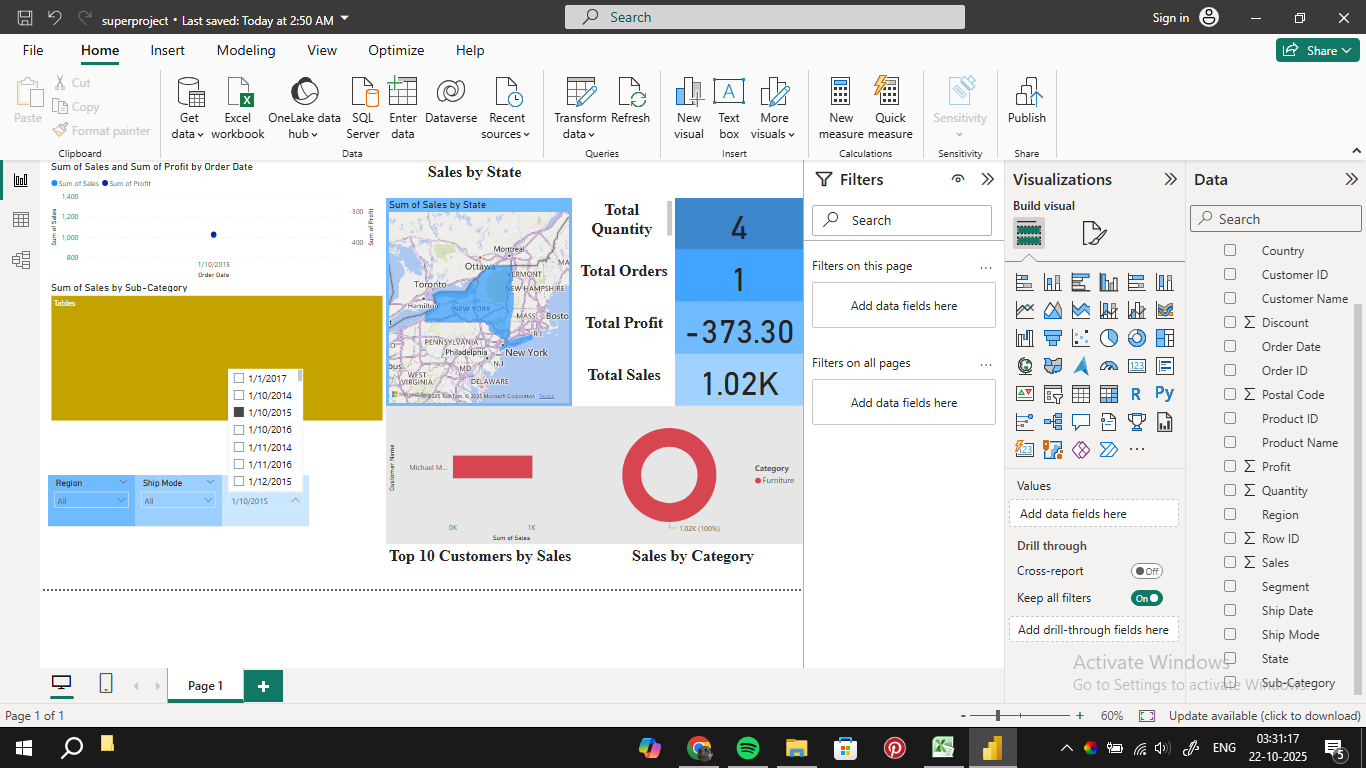 superproject • Last saved: Today at 2:50 AM
Search
Sign in
File
Home
Insert
Modeling
View
Optimize
Help
Share
Paste
Cut
Copy
Format painter
Clipboard
Get data
Excel workbook
OneLake data hub
SQL Server
Enter data
Dataverse
Recent sources
Data
Transform data
Refresh
Queries
New visual
Text box
More visuals
Insert
New measure
Quick measure
Calculations
Sensitivity
Sensitivity
Publish
Share
Sum of Sales and Sum of Profit by Order Date
Sum of Sales
Sum of Profit
1,400
1,200
1,000
800
Sum of Sales
-300
400
Sum of Profit
1/10/2015
Order Date
Sum of Sales by Sub-Category
Tables
1/1/2017
1/10/2014
1/10/2015
1/10/2016
1/11/2014
1/11/2016
1/12/2015
Region
All
Ship Mode
All
1/10/2015
Sales by State
Sum of Sales by State
Montreal
Ottawa
Toronto
VERMONT
Hamilton
NEW HAMPSHIRE
NEW YORK
MASS.
Bosto
R.I.
PENNSYLVANIA
New York
Philadelphia
N.J.
WEST VIRGINIA
DELAWARE
© 2025 TomTom, © 2025 Microsoft Corporation Terms
Total Quantity
4
Total Orders
1
Total Profit
-373.30
Total Sales
1.02K
Customer Name
Michael M...
0K
1K
Sum of Sales
Top 10 Customers by Sales
Category
Furniture
1.02K (100%)
Sales by Category
Filters
Search
Filters on this page
...
Add data fields here
Filters on all pages
...
Add data fields here
Visualizations
Build visual
R
Py
123
Values
Add data fields here
Drill through
Cross-report
Off
Keep all filters
On
Add drill-through fields here
Data
Search
Country
Customer ID
Customer Name
Σ Discount
Order Date
Order ID
Σ Postal Code
Product ID
Product Name
Σ Profit
Σ Quantity
Region
Σ Row ID
Σ Sales
Segment
Ship Date
Ship Mode
State
Sub-Category
Activate Windows
Go to Settings to activate Windows.
Page 1
+
Page 1 of 1
- +
60%
Update available (click to download)
ENG
03:31:17
22-10-2025
5